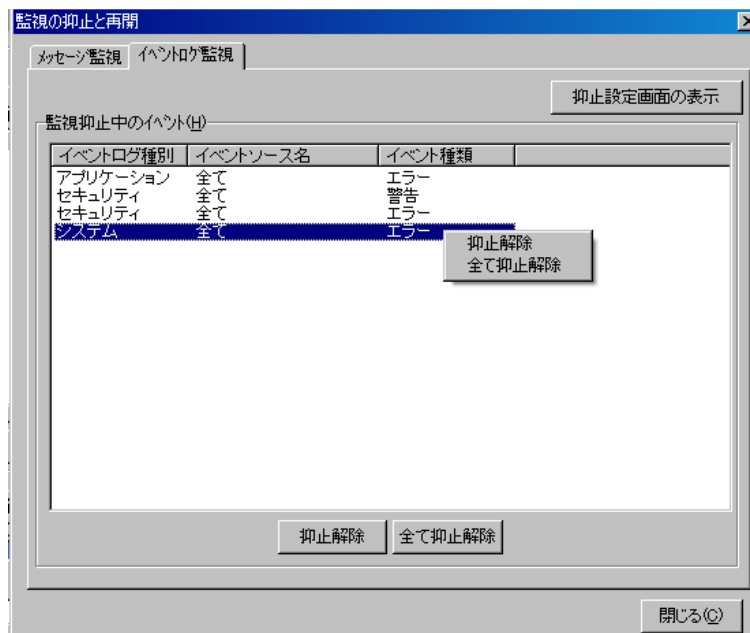 監視の抑止と再開
メッセージ監視 イベントログ監視
抑止設定画面の表示
監視抑止中のイベント(H)
イベントログ種別 イベントソース名 イベント種類
アプリケーション 全て エラー
セキュリティ 全て 警告
セキュリティ 全て エラー
システム 全て エラー
抑止解除
全て抑止解除
抑止解除 全て抑止解除
閉じる(C)